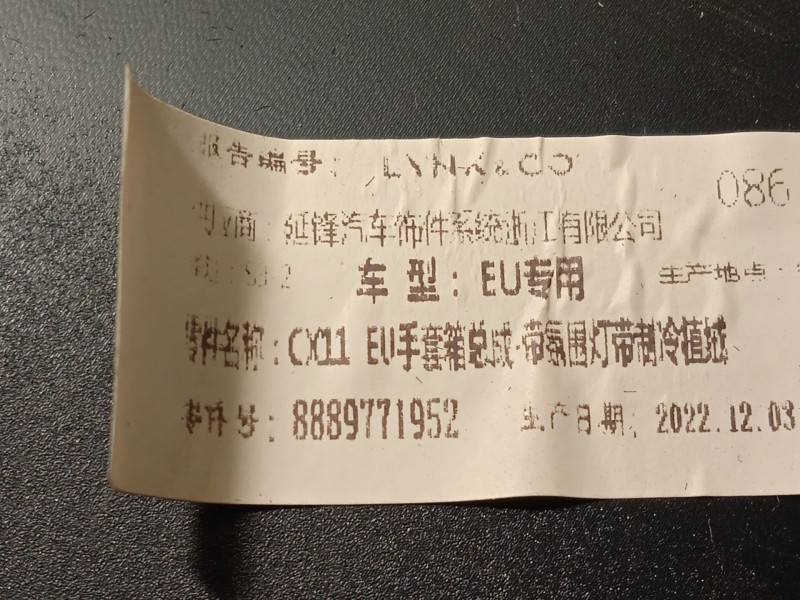 报告编号: LYNK&CO
086
商: 延锋汽车饰件系统浙江有限公司
车型: EU专用 生产地点:
零件名称: CX11 EU手套箱总成-带氛围灯带制冷植绒
零件号: 8889771952 生产日期: 2022.12.03